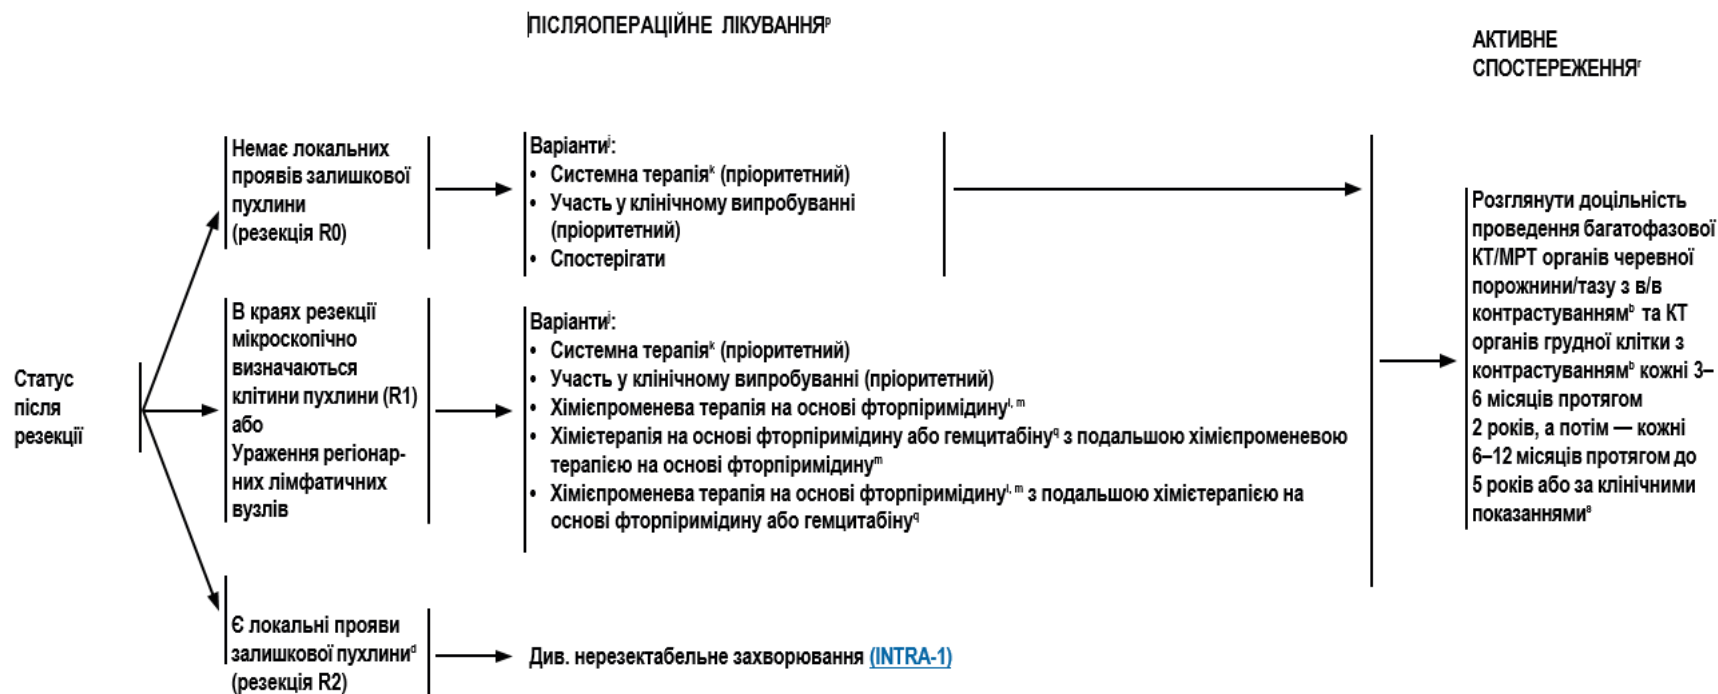 ПІСЛЯОПЕРАЦІЙНЕ ЛІКУВАННЯᵖ
АКТИВНЕ
СПОСТЕРЕЖЕННЯʳ
Статус
після
резекції
Немає локальних
проявів залишкової
пухлини
(резекція R0)
Варіантиʲ:
• Системна терапіяᵏ (пріоритетний)
• Участь у клінічному випробуванні
(пріоритетний)
• Спостерігати
В краях резекції
мікроскопічно
визначаються
клітини пухлини (R1)
або
Ураження регіонар-
них лімфатичних
вузлів
Варіантиʲ:
• Системна терапіяᵏ (пріоритетний)
• Участь у клінічному випробуванні (пріоритетний)
• Хімієпроменева терапія на основі фторпіримідинуˡ, ᵐ
• Хімієтерапія на основі фторпіримідину або гемцитабінуq з подальшою хімієпроменевою
терапією на основі фторпіримідинуᵐ
• Хімієпроменева терапія на основі фторпіримідинуˡ, ᵐ з подальшою хімієтерапією на
основі фторпіримідину або гемцитабінуq
Є локальні прояви
залишкової пухлиниᵈ
(резекція R2)
Див. нерезектабельне захворювання (INTRA-1)
Розглянути доцільність
проведення багатофазової
КТ/МРТ органів черевної
порожнини/тазу з в/в
контрастуваннямᵇ та КТ
органів грудної клітки з
контрастуваннямᵇ кожні 3–
6 місяців протягом
2 років, а потім — кожні
6–12 місяців протягом до
5 років або за клінічними
показаннямиˢ